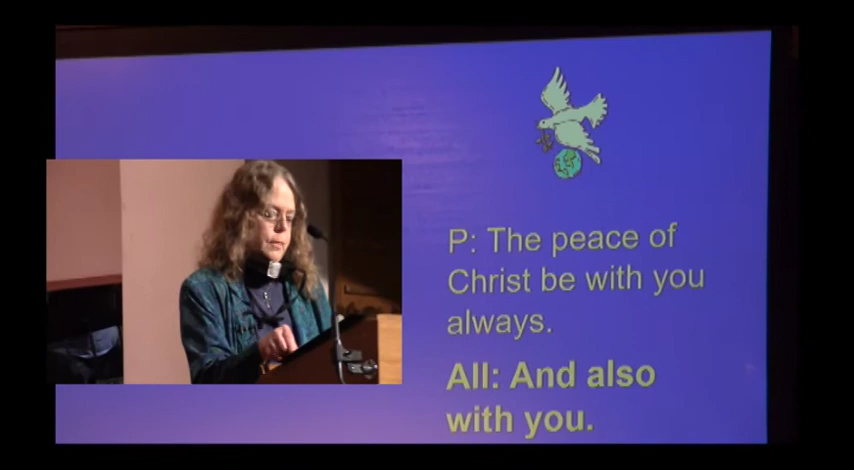 P: The peace of
Christ be with you
always.
All: And also
with you.